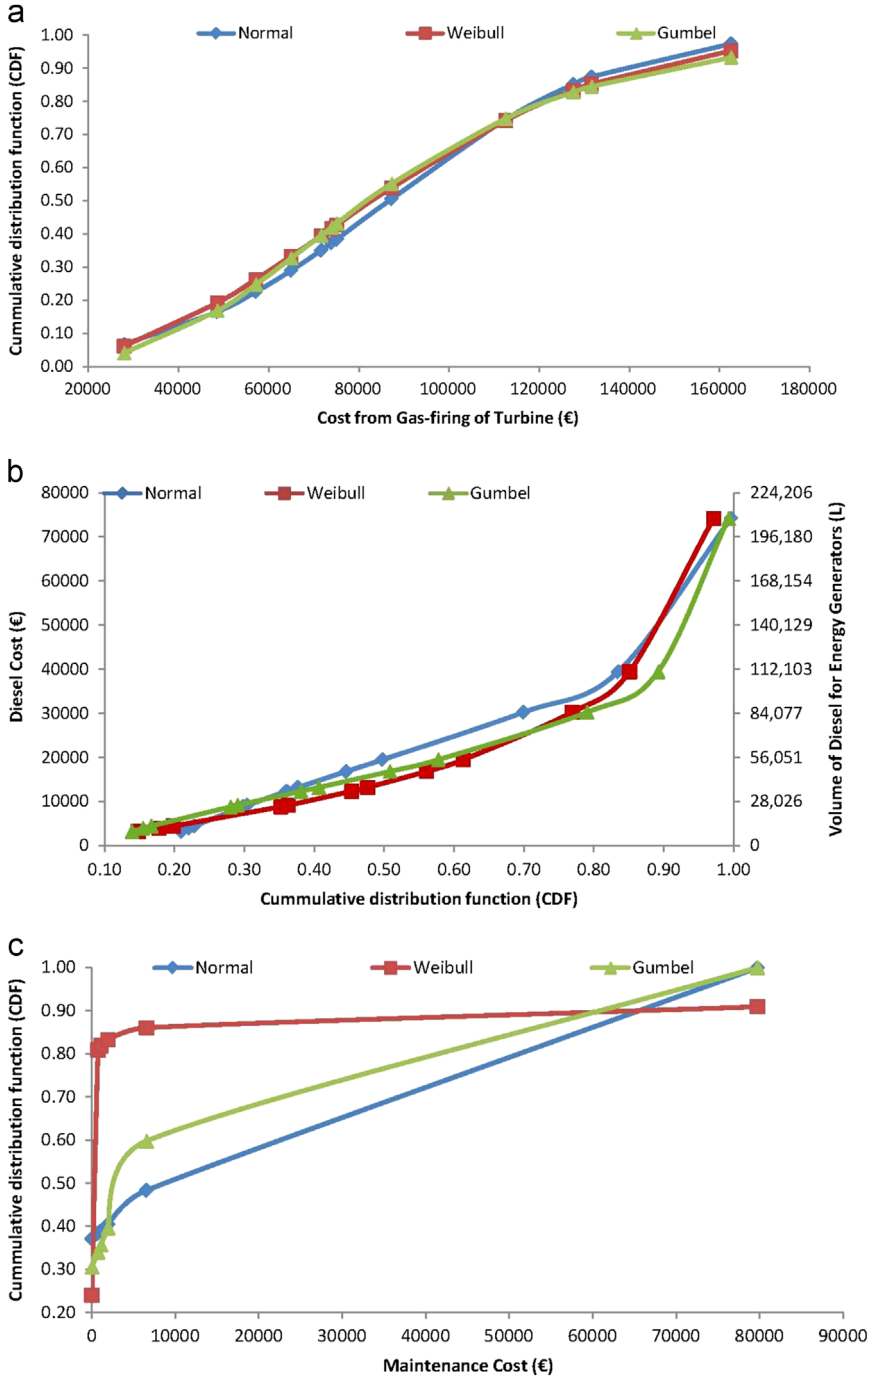 a
Normal Weibull Gumbel
Cummulative distribution function (CDF)
1.00
0.90
0.80
0.70
0.60
0.50
0.40
0.30
0.20
0.10
0.00
20000 40000 60000 80000 100000 120000 140000 160000 180000
Cost from Gas-firing of Turbine (€)
b
Normal Weibull Gumbel
Diesel Cost (€)
80000
70000
60000
50000
40000
30000
20000
10000
0
224,206
196,180
168,154
140,129
112,103
84,077
56,051
28,026
0
Volume of Diesel for Energy Generators (L)
0.10 0.20 0.30 0.40 0.50 0.60 0.70 0.80 0.90 1.00
Cummulative distribution function (CDF)
c
Normal Weibull Gumbel
Cummulative distribution function (CDF)
1.00
0.90
0.80
0.70
0.60
0.50
0.40
0.30
0.20
0 10000 20000 30000 40000 50000 60000 70000 80000 90000
Maintenance Cost (€)